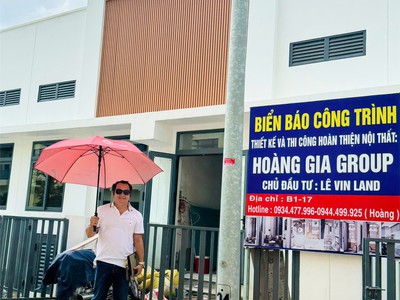 BIỂN BÁO CÔNG TRÌNH
THIẾT KẾ VÀ THI CÔNG HOÀN THIỆN NỘI THẤT:
HOÀNG GIA GROUP
CHỦ ĐẦU TƯ : LÊ VIN LAND
Địa chỉ : B1-17
Hotline : 0934.477.996-0944.499.925 ( Hoàng )